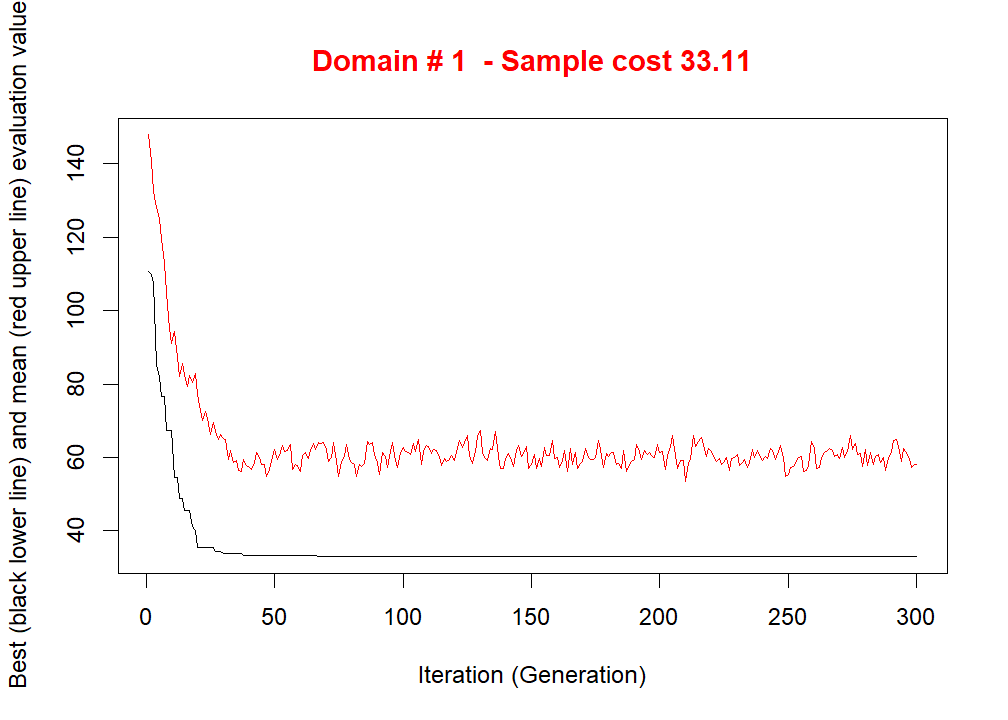 Domain # 1  - Sample cost 33.11
Best (black lower line) and mean (red upper line) evaluation value
140
120
100
80
60
40
0 50 100 150 200 250 300
Iteration (Generation)